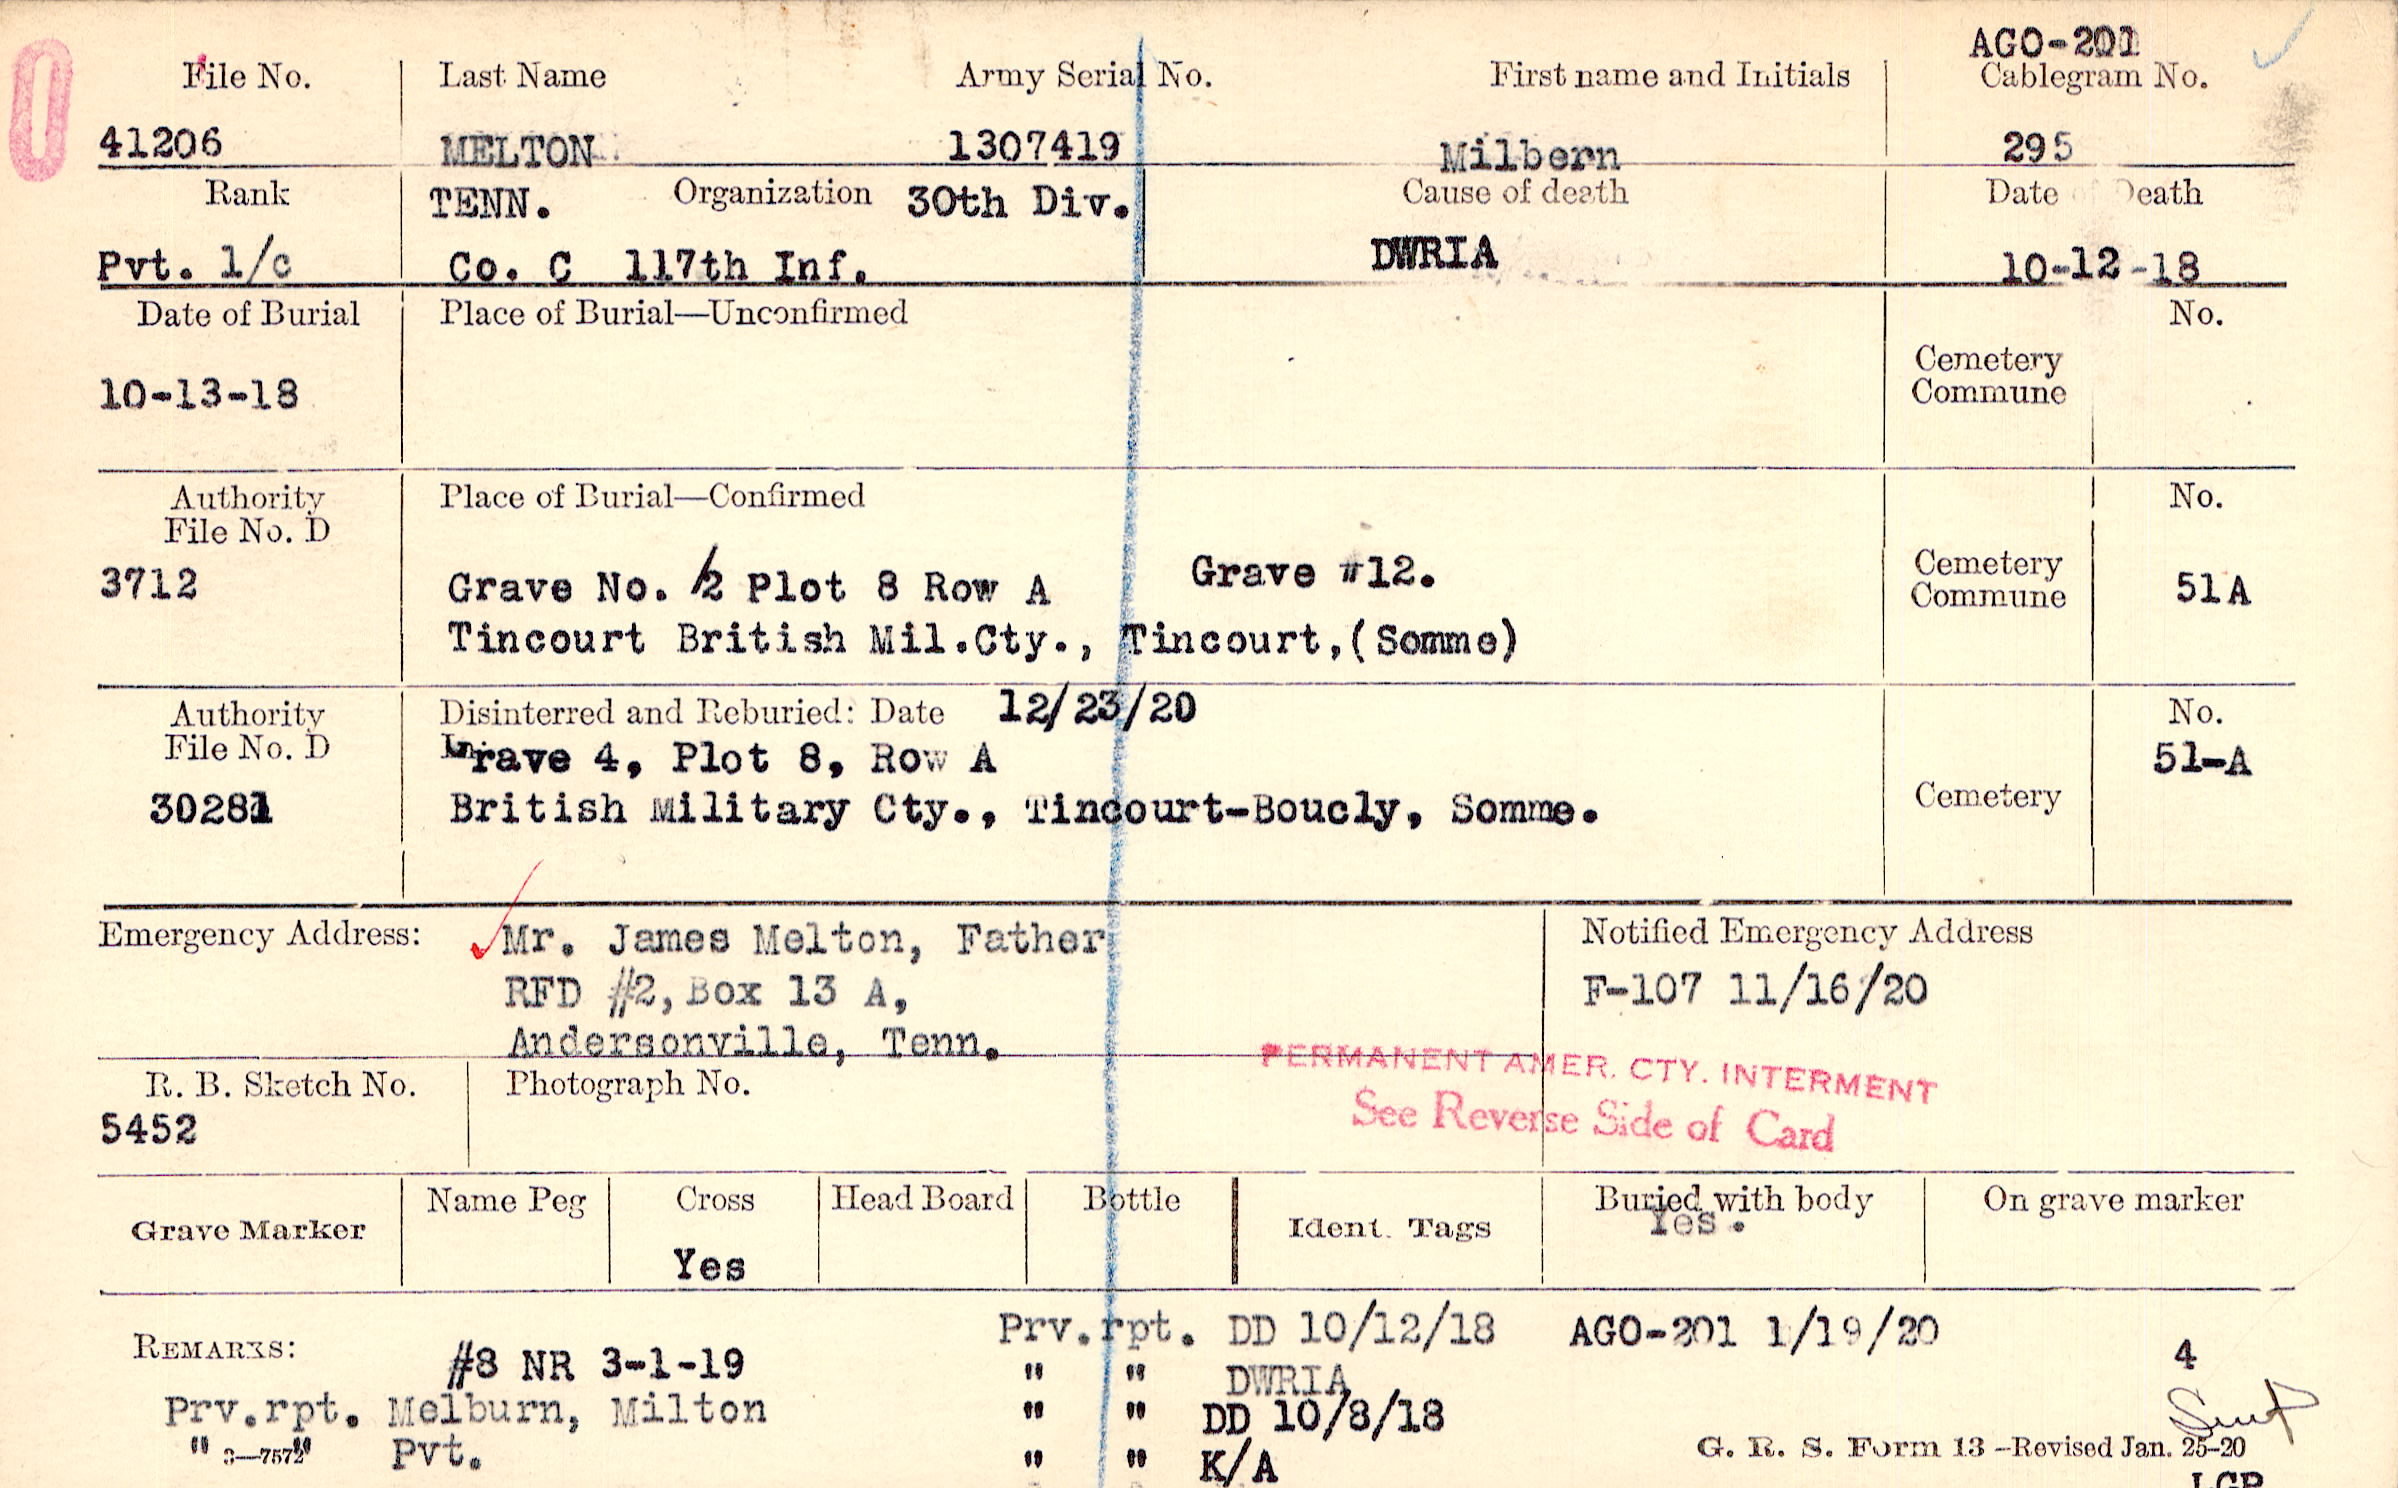 AGO-201
File No. Last Name Army Serial No. First name and Initials Cablegram No.
41206 MELTON 1307419 Milbern 295
Rank TENN. Organization 30th Div. Cause of death Date of Death
Pvt. 1/c Co. C 117th Inf. DWRIA 10-12-18
Date of Burial Place of Burial—Unconfirmed No.
Cemetery
Commune
10-13-18
Authority Place of Burial—Confirmed No.
File No. D
3712 Grave No. 12 Plot 8 Row A Grave #12. Cemetery
Commune 51A
Tincourt British Mil.Cty., Tincourt,(Somme)
Authority Disinterred and Reburied: Date 12/23/20 No.
File No. D Grave 4, Plot 8, Row A 51-A
30281 British Military Cty., Tincourt-Boucly, Somme. Cemetery
Emergency Address: Mr. James Melton, Father Notified Emergency Address
RFD #2, Box 13 A, F-107 11/16/20
Andersonville, Tenn.
PERMANENT AMER. CTY. INTERMENT
R. B. Sketch No. Photograph No. See Reverse Side of Card
5452
Grave Marker Name Peg Cross Head Board Bottle Ident. Tags Buried with body On grave marker
Yes Yes.
REMARKS: #8 NR 3-1-19 Prv.rpt. DD 10/12/18 AGO-201 1/19/20 4
" " DWRIA
Prv.rpt. Melburn, Milton " " DD 10/8/18
" 3—7572 " Pvt. " " K/A G. R. S. Form 13 –Revised Jan. 25-20